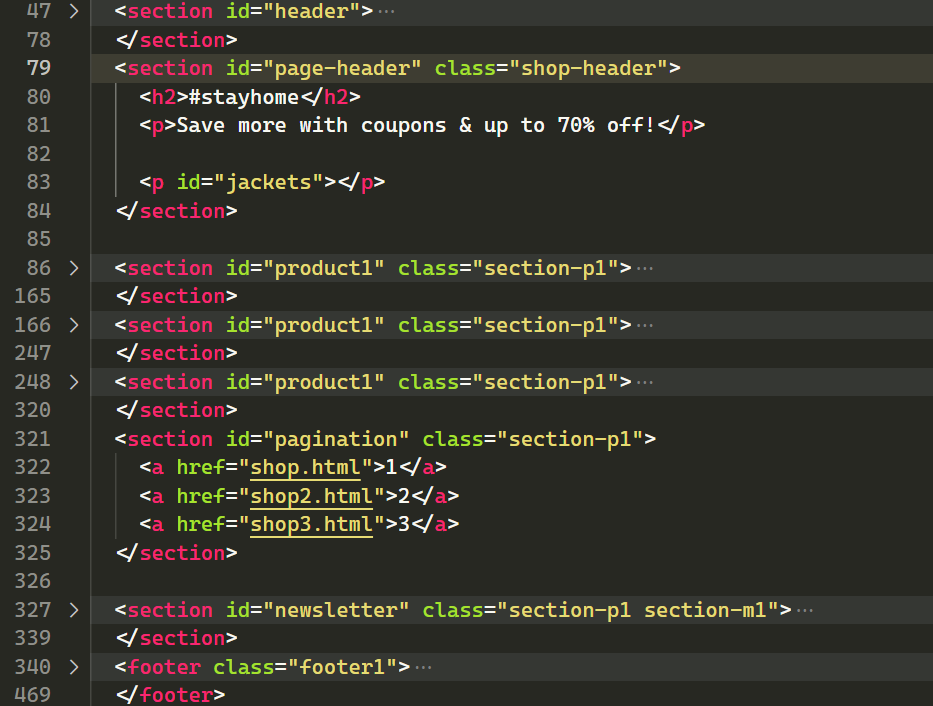 47 > <section id="header">···
78 </section>
79 <section id="page-header" class="shop-header">
80 <h2>#stayhome</h2>
81 <p>Save more with coupons & up to 70% off!</p>
82
83 <p id="jackets"></p>
84 </section>
85
86 > <section id="product1" class="section-p1">···
165 </section>
166 > <section id="product1" class="section-p1">···
247 </section>
248 > <section id="product1" class="section-p1">···
320 </section>
321 <section id="pagination" class="section-p1">
322 <a href="shop.html">1</a>
323 <a href="shop2.html">2</a>
324 <a href="shop3.html">3</a>
325 </section>
326
327 > <section id="newsletter" class="section-p1 section-m1">···
339 </section>
340 > <footer class="footer1">···
469 </footer>